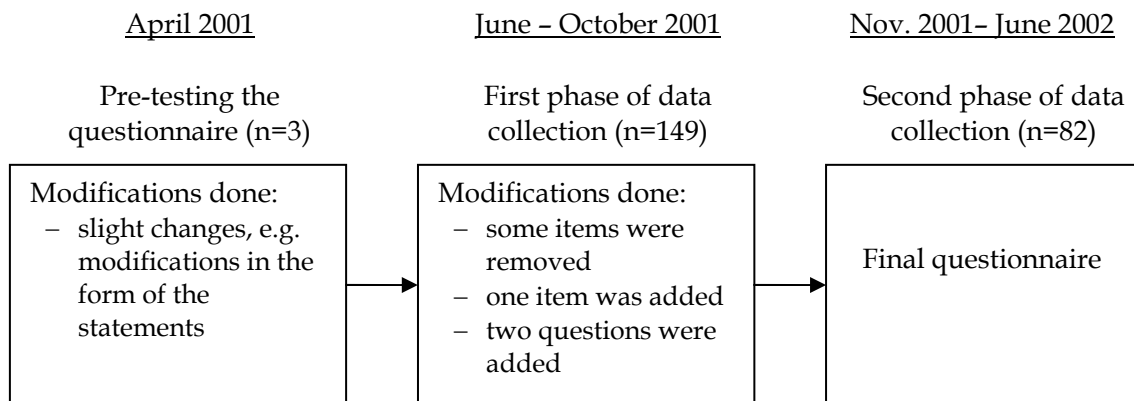 April 2001
Pre-testing the
questionnaire (n=3)
Modifications done:
– slight changes, e.g.
modifications in the
form of the
statements
June – October 2001
First phase of data
collection (n=149)
Modifications done:
– some items were
removed
– one item was added
– two questions were
added
Nov. 2001– June 2002
Second phase of data
collection (n=82)
Final questionnaire